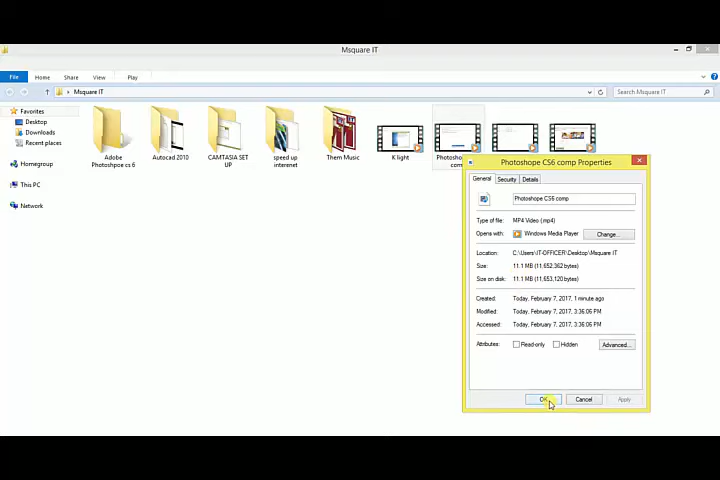 Msquare IT
File Home Share View Play
Msquare IT
Search Msquare IT
Favorites
Desktop
Downloads
Recent places
Homegroup
This PC
Network
Adobe Photoshpoe cs 6
Autocad 2010
CAMTASIA SET UP
speed up interenet
Them Music
K light
Photoshope CS6 comp Properties
General Security Details
Photoshope CS6 comp
Type of file: MP4 Video (.mp4)
Opens with: Windows Media Player Change...
Location: C:\Users\IT-OFFICER\Desktop\Msquare IT
Size: 11.1 MB (11,652,362 bytes)
Size on disk: 11.1 MB (11,653,120 bytes)
Created: Today, February 7, 2017, 1 minute ago
Modified: Today, February 7, 2017, 3:36:06 PM
Accessed: Today, February 7, 2017, 3:36:06 PM
Attributes: Read-only Hidden Advanced...
OK Cancel Apply